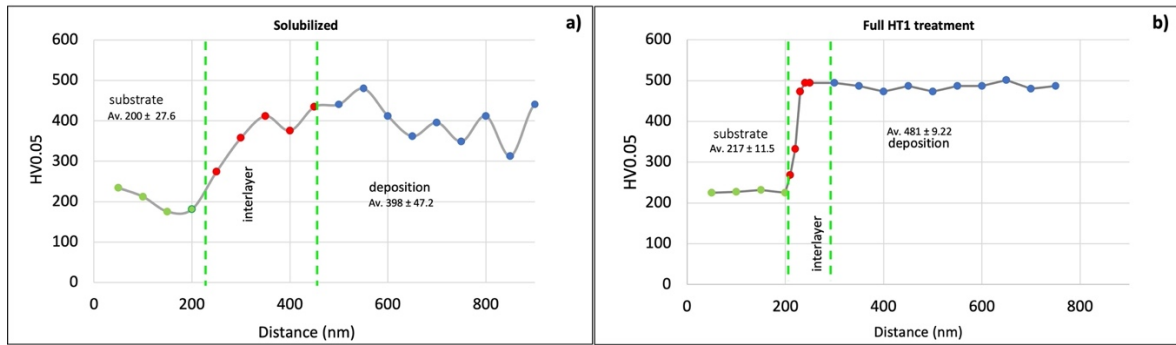 Solubilized
a)
600
500
400
300
200
100
0
HV0.05
substrate
Av. 200 ± 27.6
interlayer
deposition
Av. 398 ± 47.2
0 200 400 600 800
Distance (nm)
Full HT1 treatment
b)
600
500
400
300
200
100
0
HV0.05
substrate
Av. 217 ± 11.5
interlayer
Av. 481 ± 9.22
deposition
0 200 400 600 800
Distance (nm)